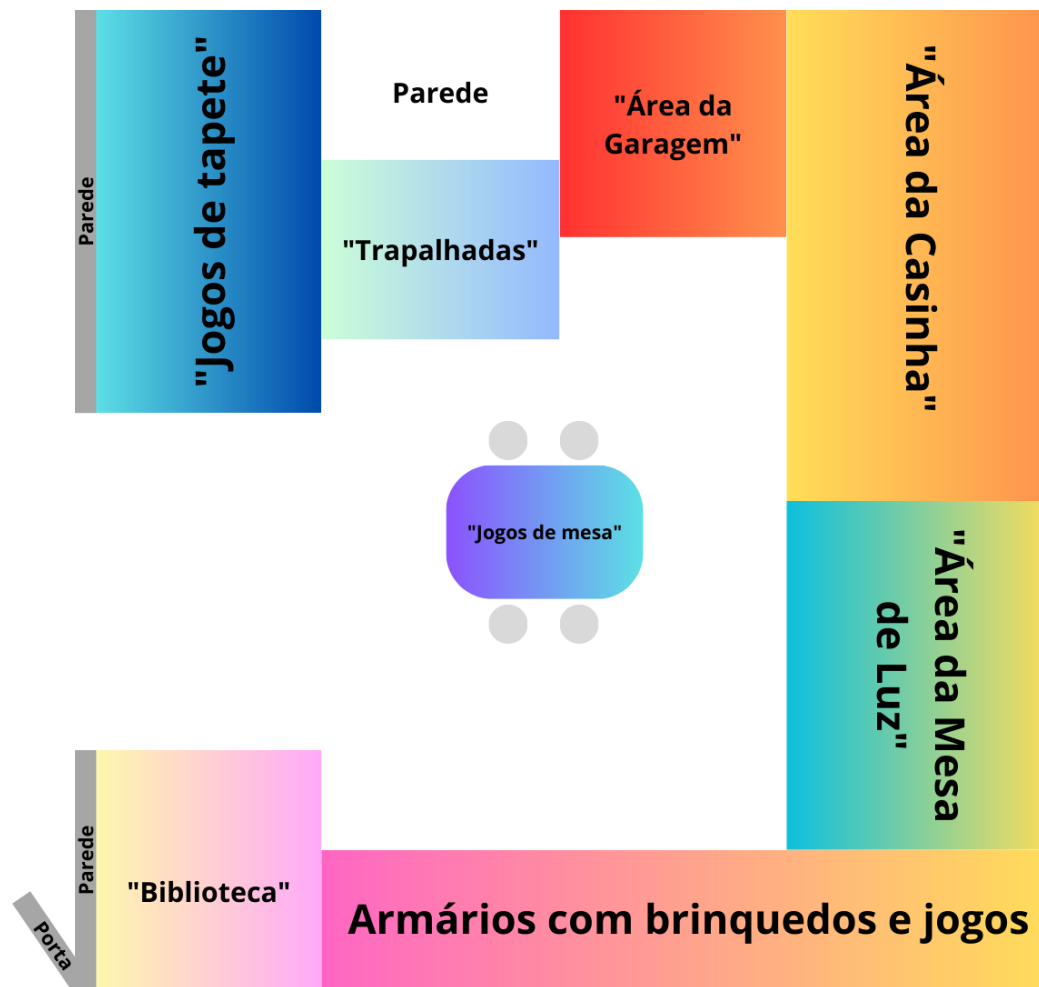 Parede
"Jogos de tapete"
Parede
"Trapalhadas"
"Área da
Garagem"
"Área da Casinha"
"Jogos de mesa"
"Área da Mesa
de Luz"
Parede
Porta
"Biblioteca"
Armários com brinquedos e jogos